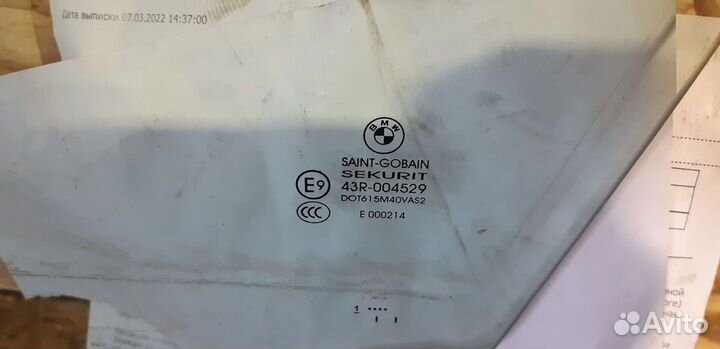 Дата выписки 07.03.2022 14:37:00
BMW
SAINT-GOBAIN
SEKURIT
E9
43R-004529
DOT615M40VAS2
CCC
E 000214
1 ....
Avito